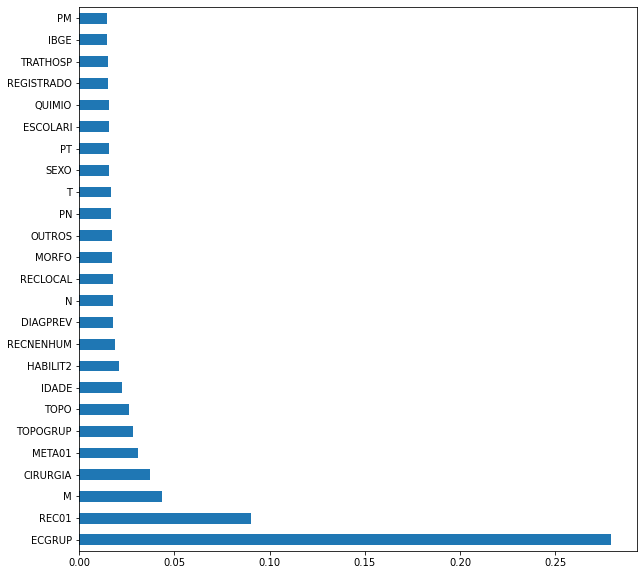 PM
IBGE
TRATHOSP
REGISTRADO
QUIMIO
ESCOLARI
PT
SEXO
T
PN
OUTROS
MORFO
RECLOCAL
N
DIAGPREV
RECNENHUM
HABILIT2
IDADE
TOPO
TOPOGRUP
META01
CIRURGIA
M
REC01
ECGRUP
0.00 0.05 0.10 0.15 0.20 0.25